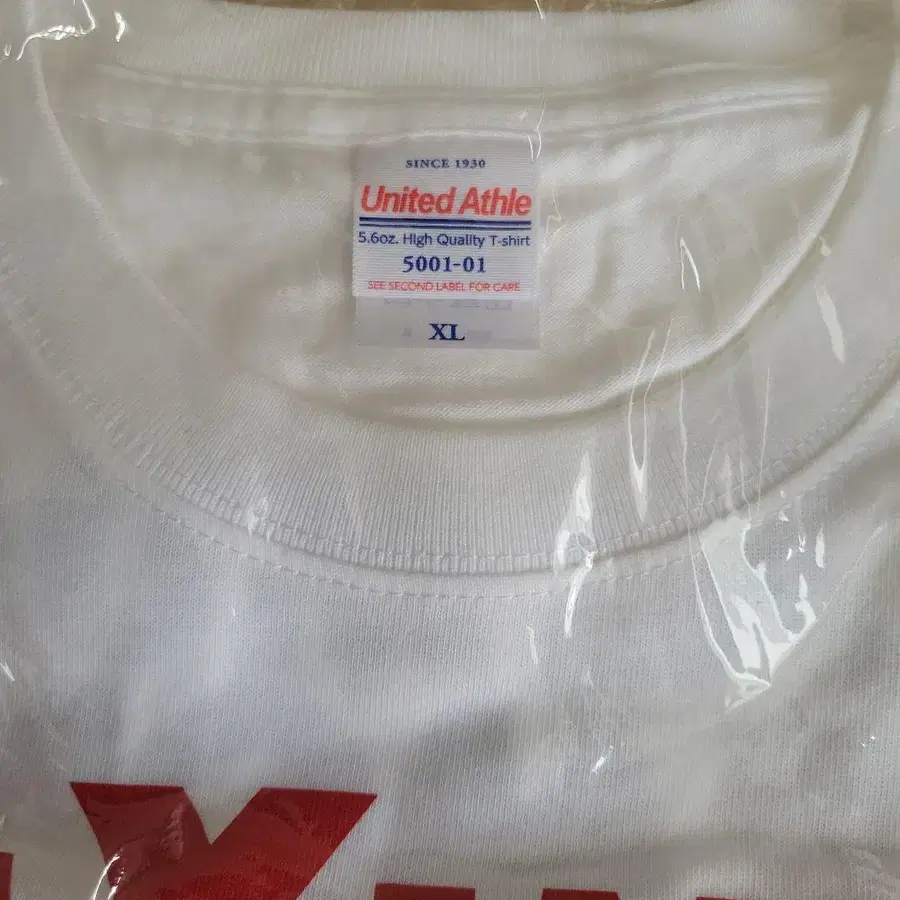 SINCE 1930
United Athle
5.6oz. High Quality T-shirt
5001-01
SEE SECOND LABEL FOR CARE
XL